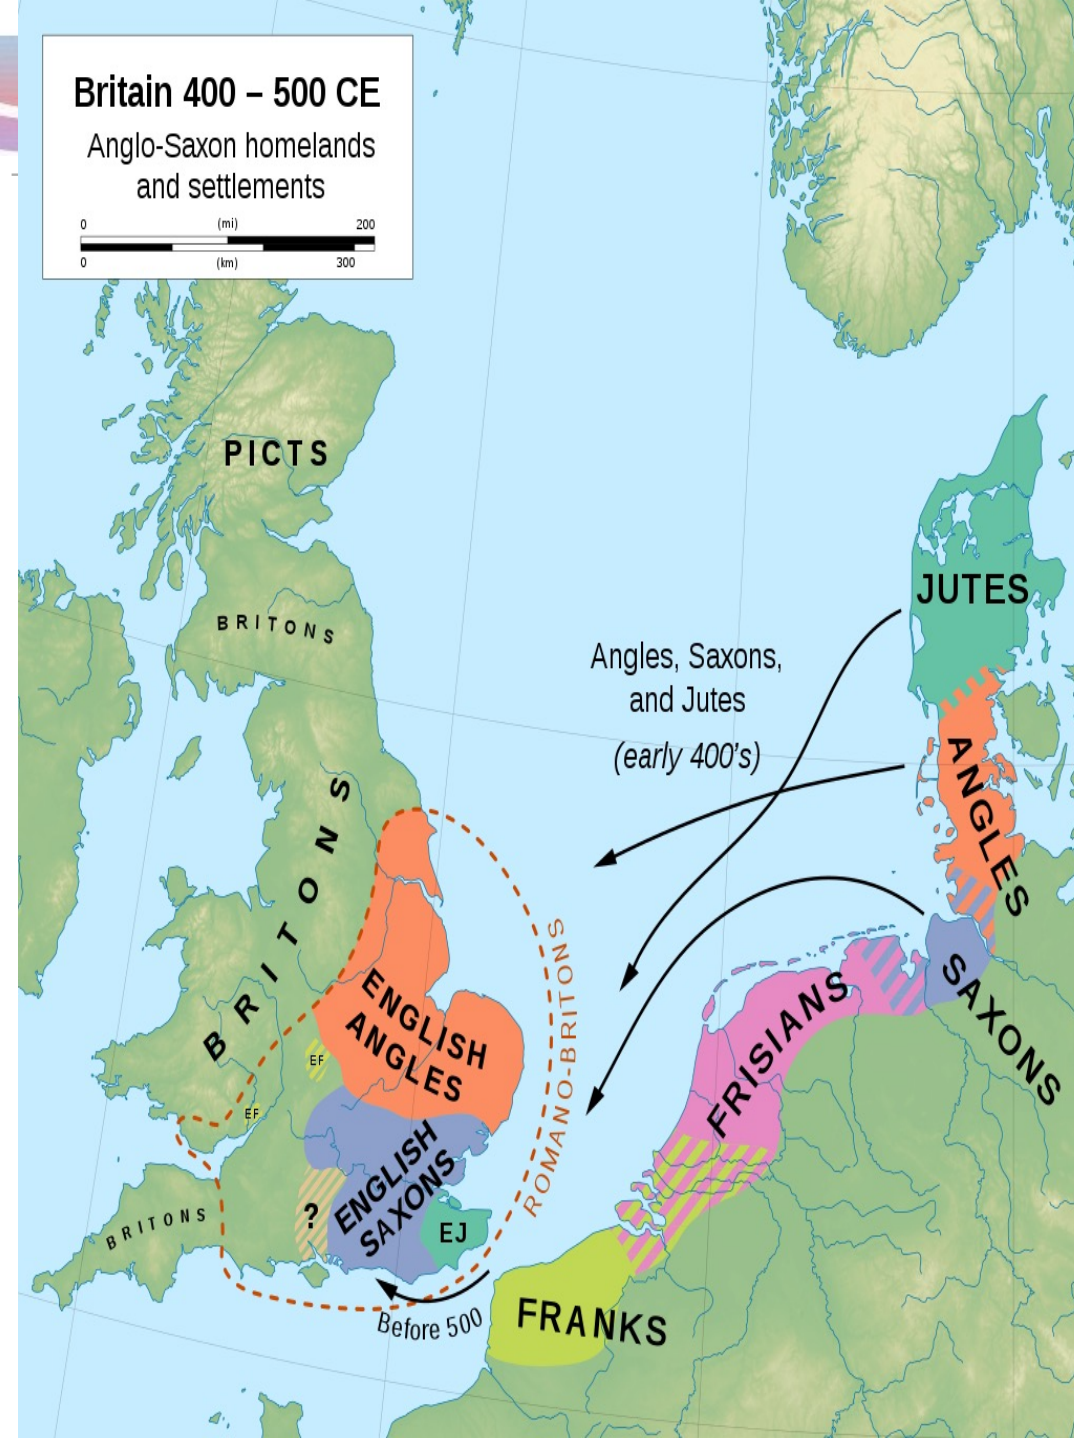 Britain 400 – 500 CE
Anglo-Saxon homelands
and settlements
0 (mi) 200
0 (km) 300
PICTS
BRITONS
JUTES
Angles, Saxons,
and Jutes
(early 400's)
ANGLES
BRITONS
ROMANO-BRITONS
SAXONS
ENGLISH
ANGLES
FRISIANS
EF
EF
ENGLISH
SAXONS
?
BRITONS
EJ
Before 500
FRANKS